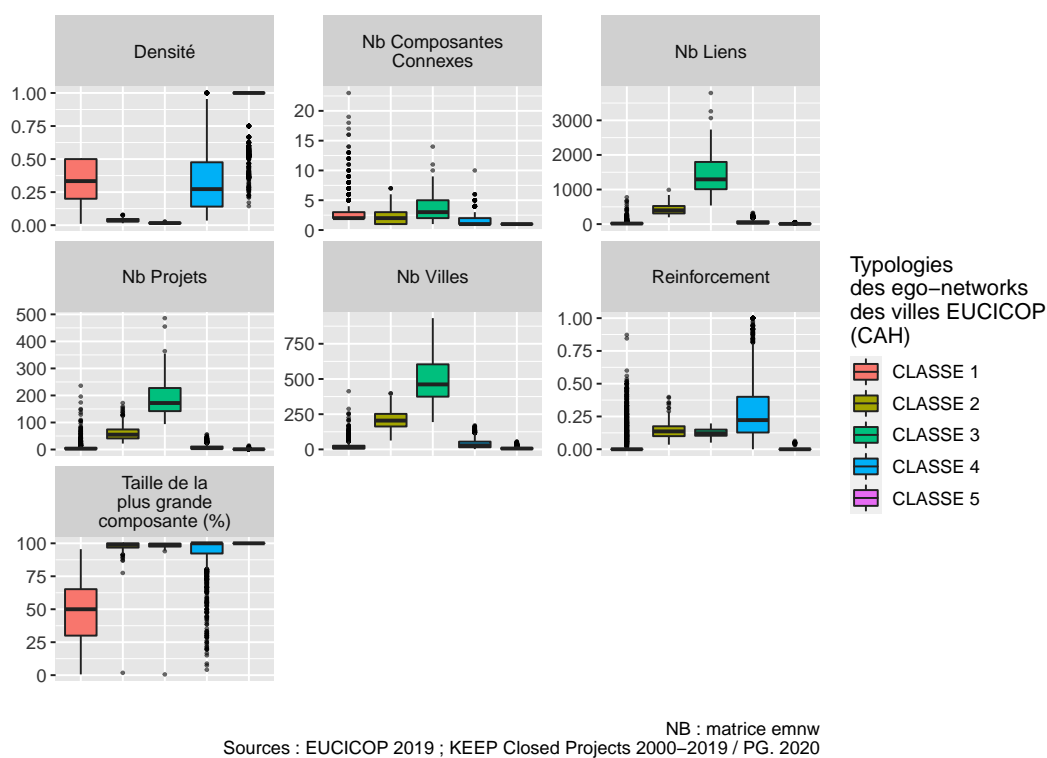 Densité
Nb Composantes
Connexes
Nb Liens
1.00
0.75
0.50
0.25
0.00
20
15
10
5
0
3000
2000
1000
0
Nb Projets
Nb Villes
Reinforcement
500
400
300
200
100
0
750
500
250
0
1.00
0.75
0.50
0.25
0.00
Taille de la
plus grande
composante (%)
100
75
50
25
0
Typologies
des ego−networks
des villes EUCICOP
(CAH)
CLASSE 1
CLASSE 2
CLASSE 3
CLASSE 4
CLASSE 5
NB : matrice emnw
Sources : EUCICOP 2019 ; KEEP Closed Projects 2000−2019 / PG. 2020